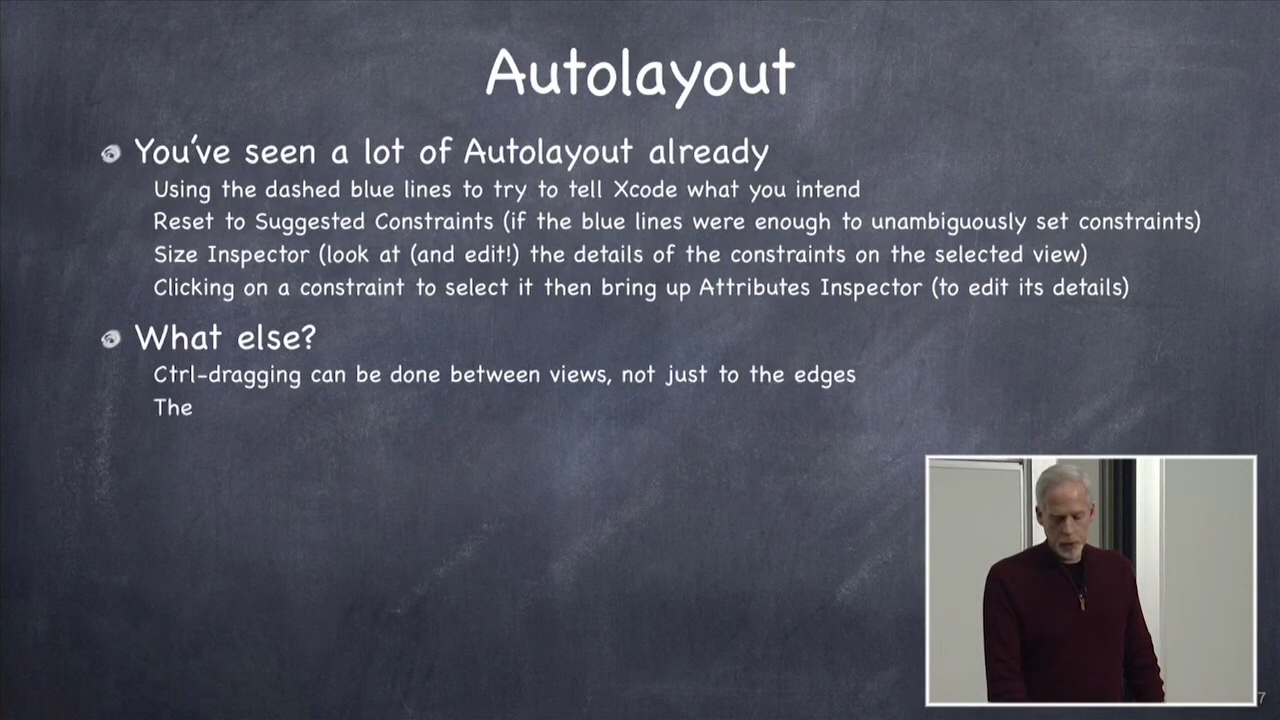 Autolayout
You've seen a lot of Autolayout already
Using the dashed blue lines to try to tell Xcode what you intend
Reset to Suggested Constraints (if the blue lines were enough to unambiguously set constraints)
Size Inspector (look at (and edit!) the details of the constraints on the selected view)
Clicking on a constraint to select it then bring up Attributes Inspector (to edit its details)
What else?
Ctrl-dragging can be done between views, not just to the edges
The
7